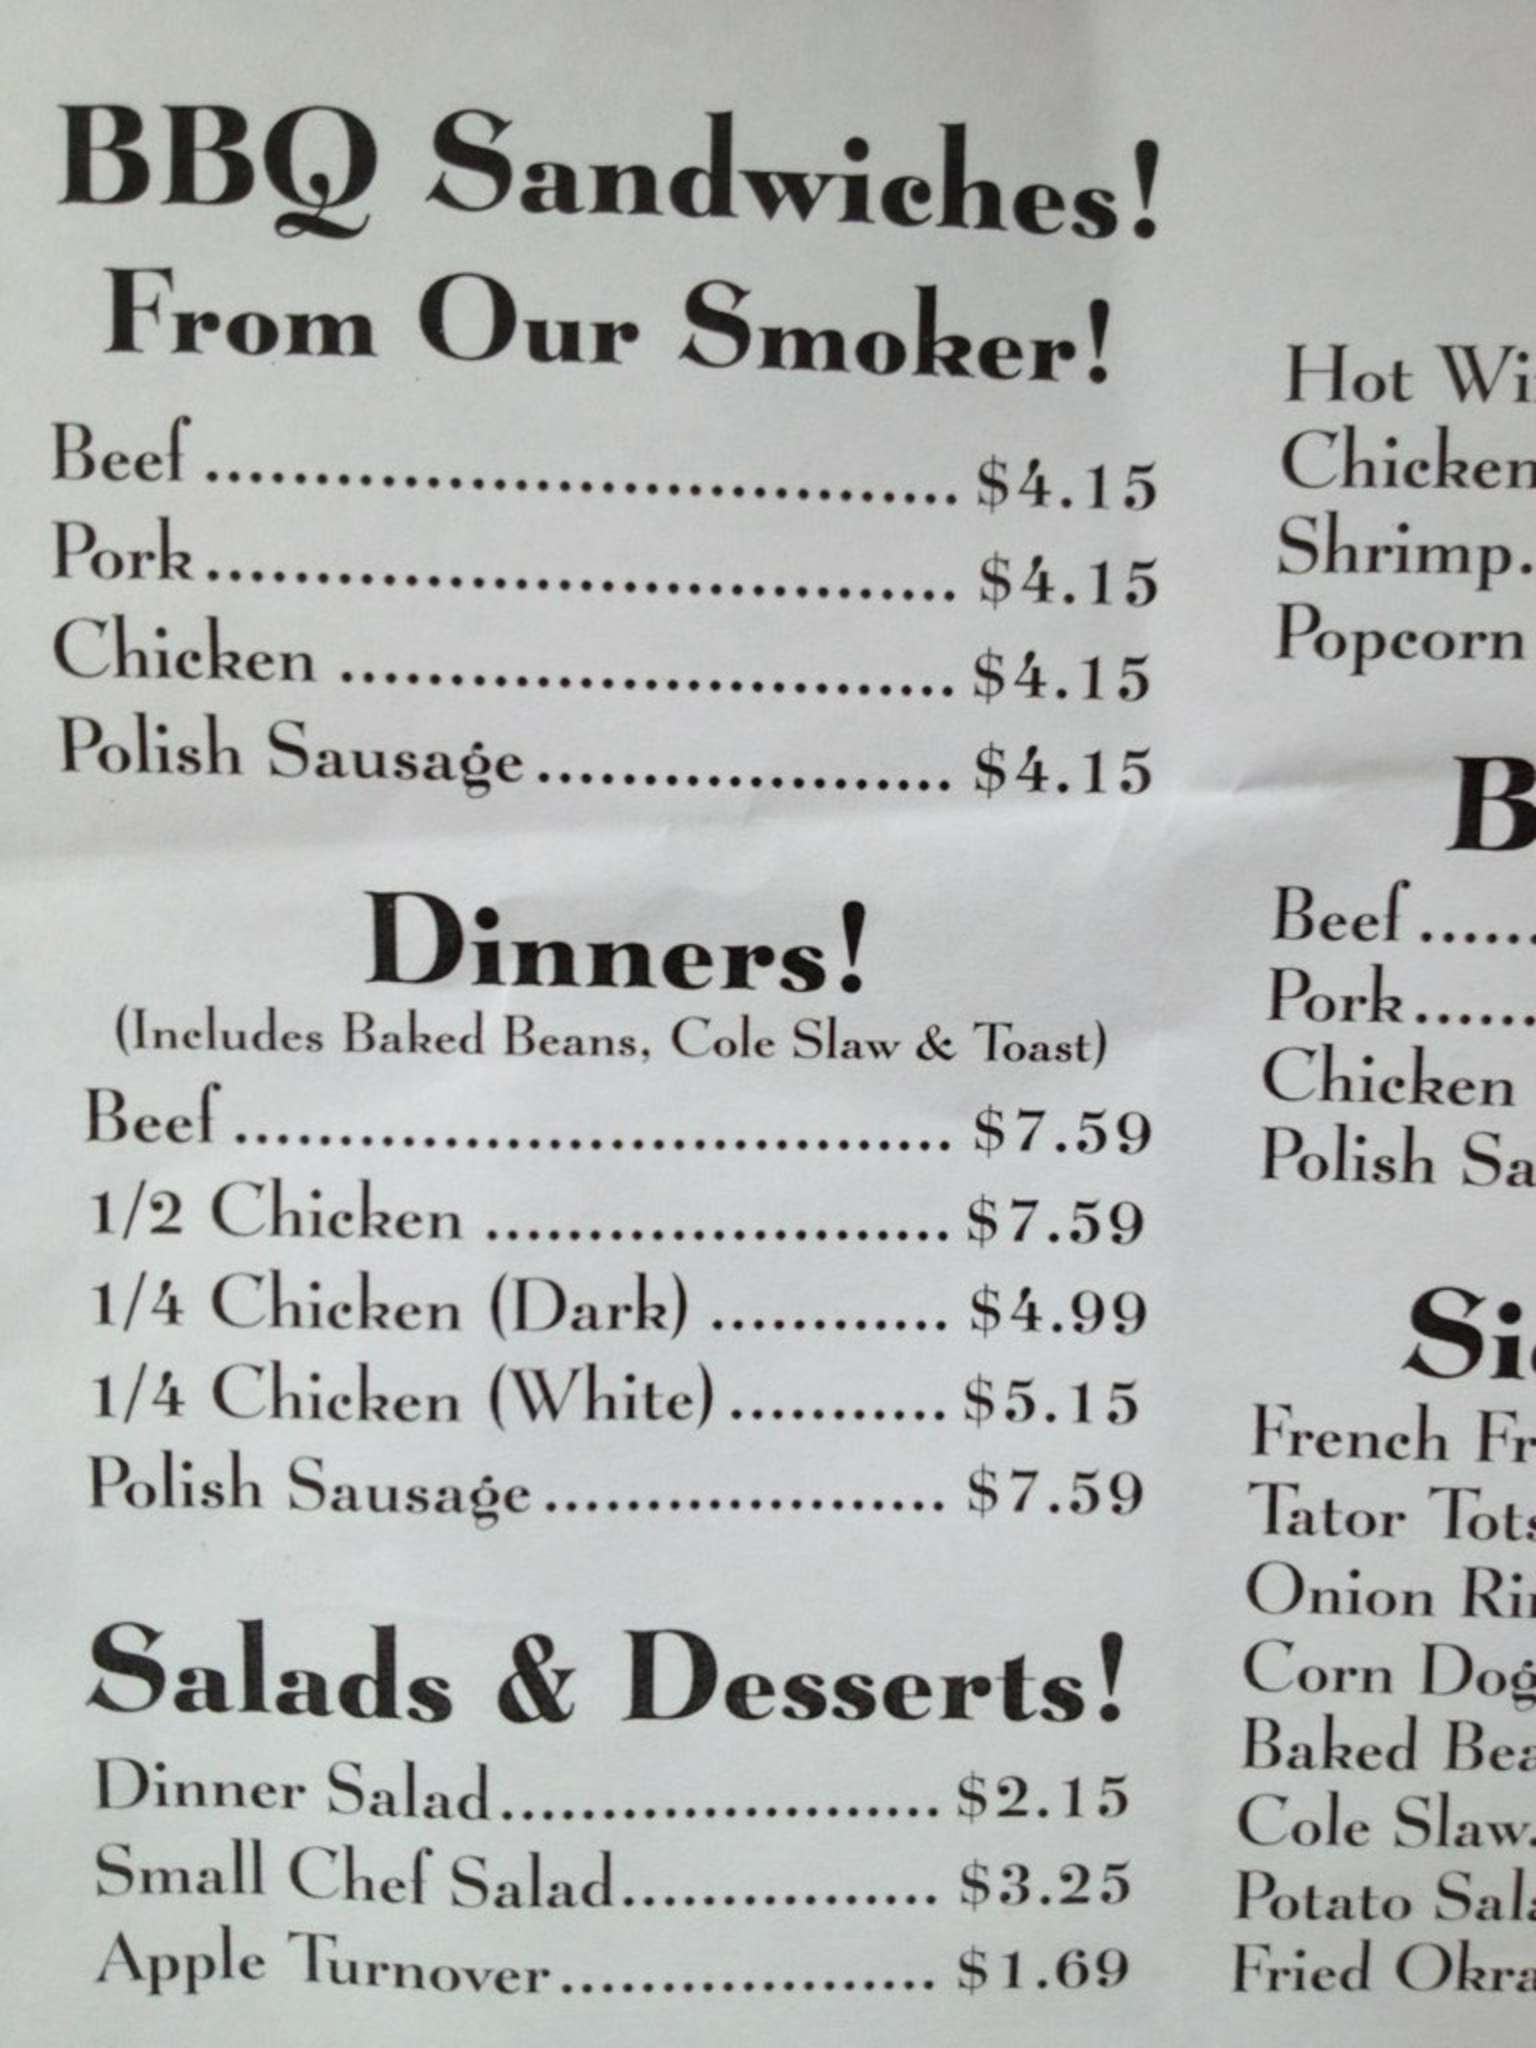 BBQ Sandwiches!
From Our Smoker!
Beef ........................................ $4.15
Pork ........................................ $4.15
Chicken ................................. $4.15
Polish Sausage ...................... $4.15
Dinners!
(Includes Baked Beans, Cole Slaw & Toast)
Beef ...................................... $7.59
1/2 Chicken ......................... $7.59
1/4 Chicken (Dark) ............. $4.99
1/4 Chicken (White) ............ $5.15
Polish Sausage ..................... $7.59
Salads & Desserts!
Dinner Salad ....................... $2.15
Small Chef Salad ................. $3.25
Apple Turnover .................... $1.69
Hot
Chicken
Shrimp.
Popcorn
Beef ......
Pork ......
Chicken
Polish
French
Tator Tots
Onion
Corn
Baked
Cole Slaw.
Potato
Fried Okra